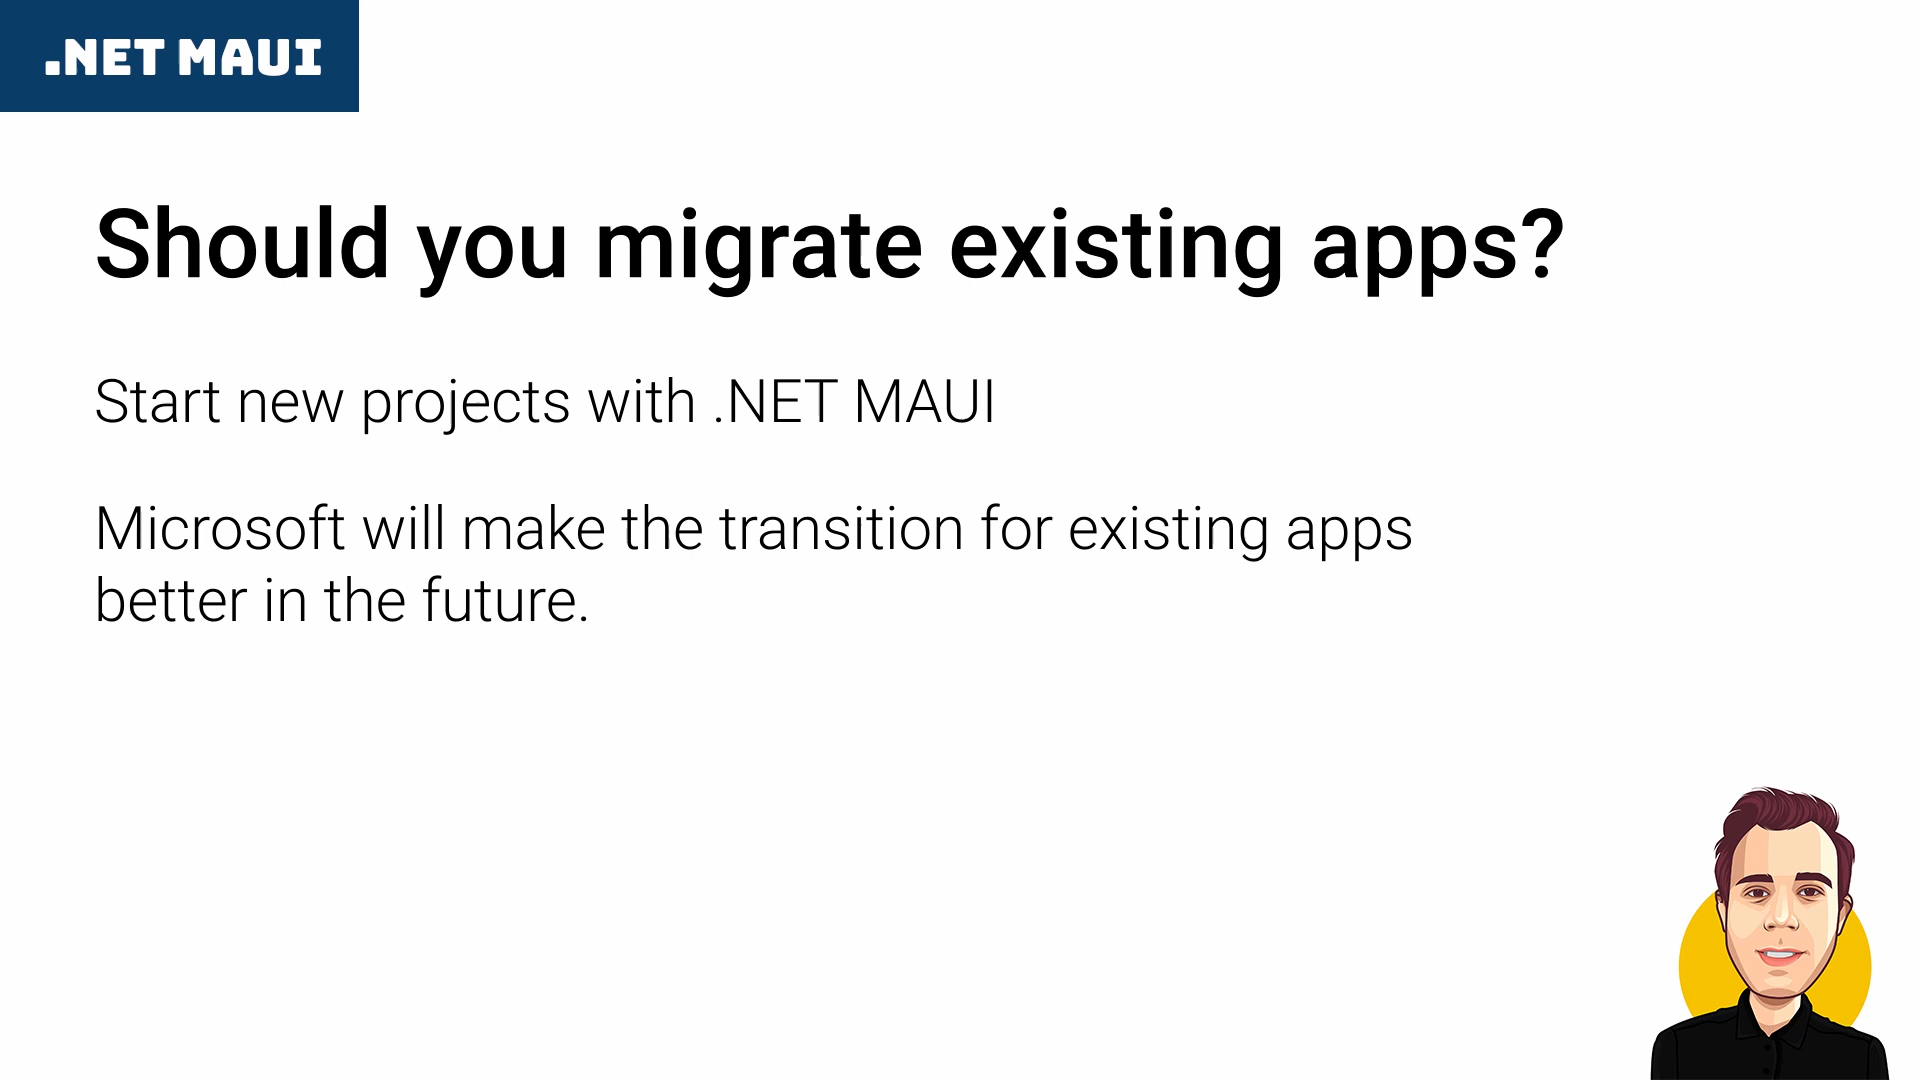 .NET MAUI
Should you migrate existing apps?
Start new projects with .NET MAUI
Microsoft will make the transition for existing apps
better in the future.